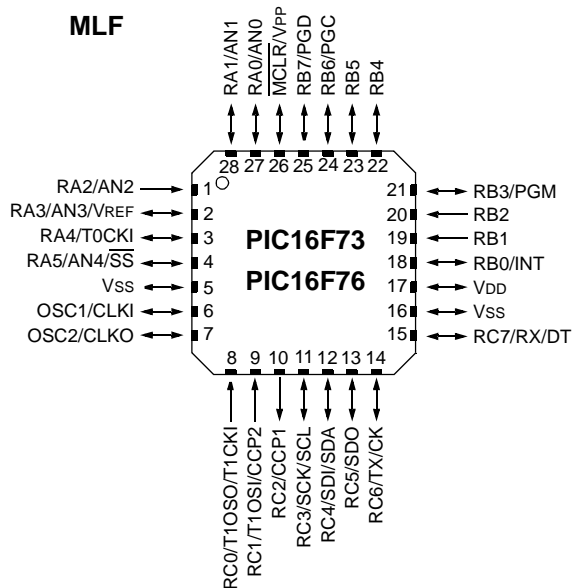 MLF
RA1/AN1
RA0/AN0
MCLR/VPP
RB7/PGD
RB6/PGC
RB5
RB4
28 27 26 25 24 23 22
RA2/AN2 1
RA3/AN3/VREF 2
RA4/T0CKI 3
RA5/AN4/SS 4
VSS 5
OSC1/CLKI 6
OSC2/CLKO 7
PIC16F73
PIC16F76
21 RB3/PGM
20 RB2
19 RB1
18 RB0/INT
17 VDD
16 VSS
15 RC7/RX/DT
8 9 10 11 12 13 14
RC0/T1OSO/T1CKI
RC1/T1OSI/CCP2
RC2/CCP1
RC3/SCK/SCL
RC4/SDI/SDA
RC5/SDO
RC6/TX/CK